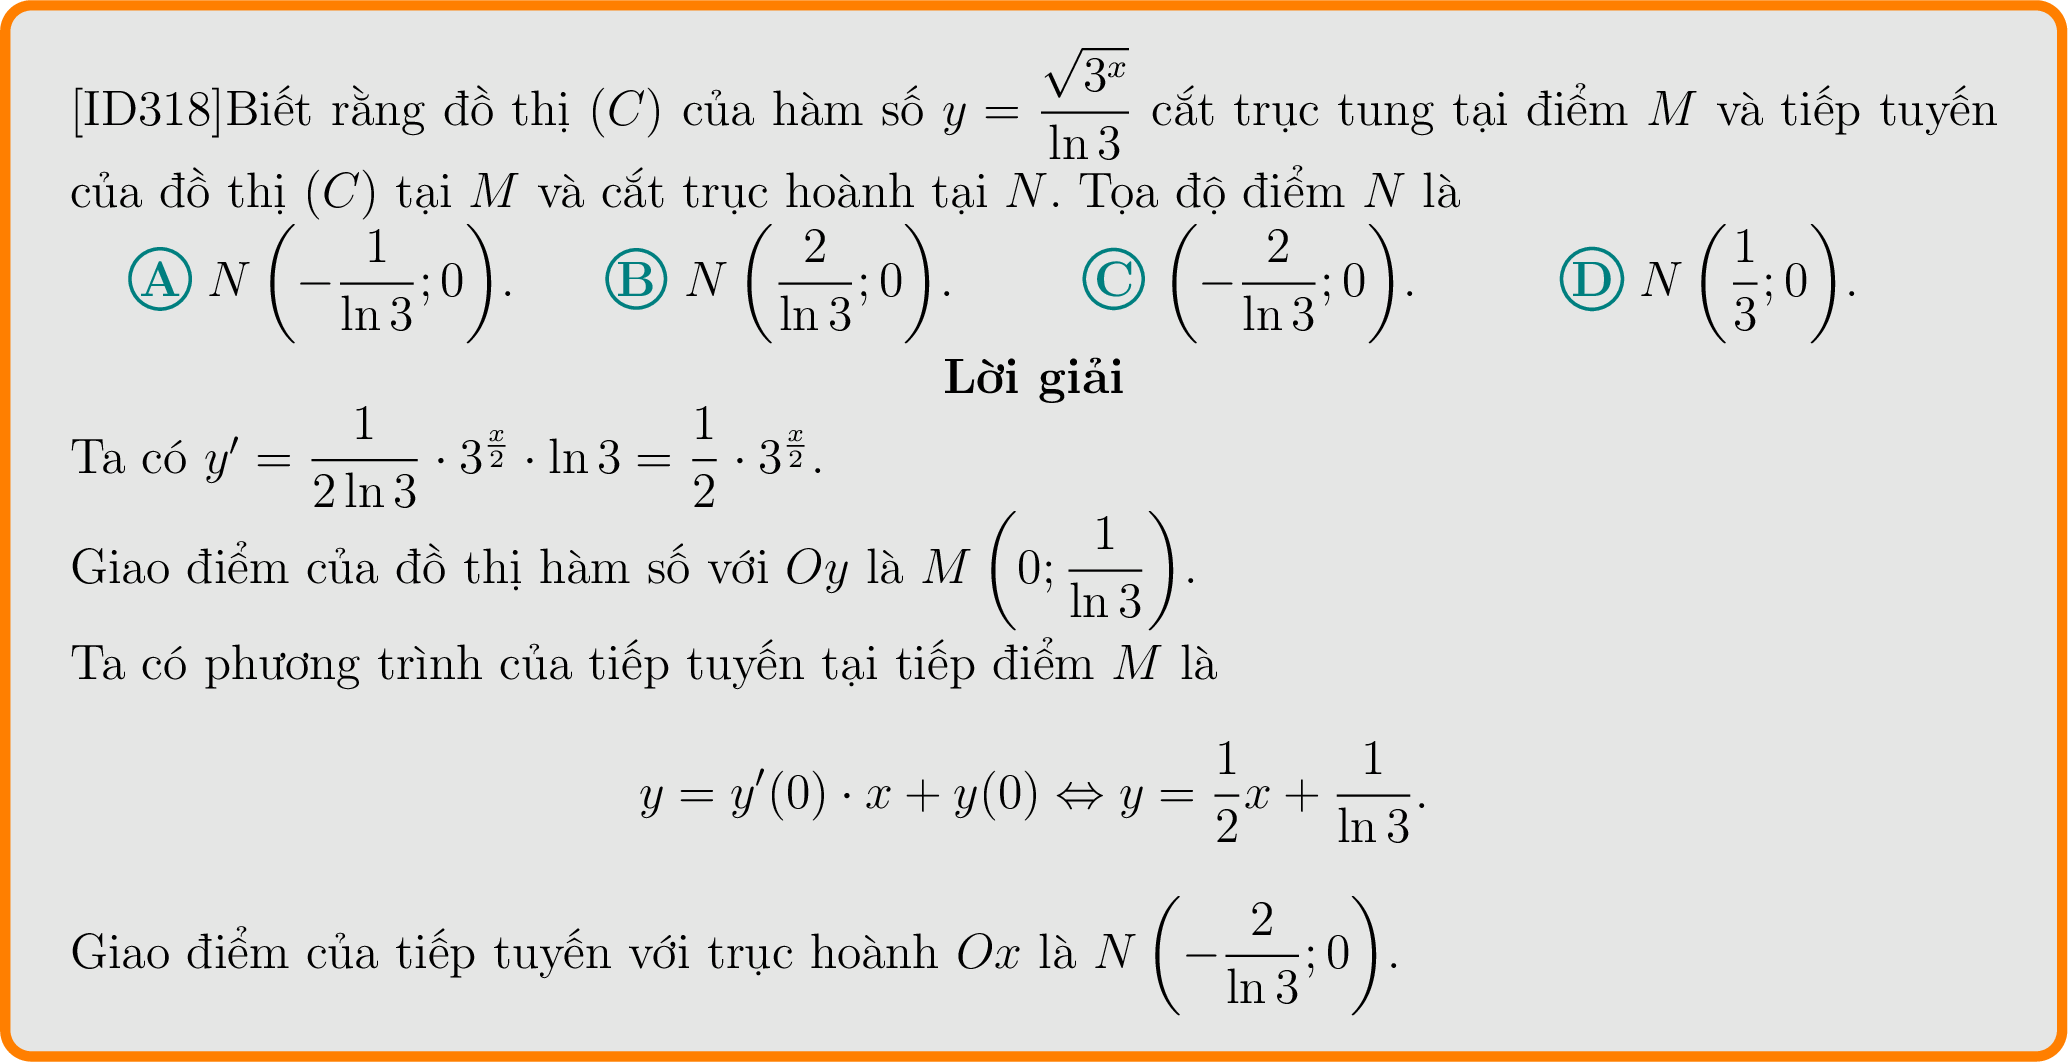 [ID318]Biết rằng đồ thị (C) của hàm số y = \frac{\sqrt{3^x}}{\ln 3} cắt trục tung tại điểm M và tiếp tuyến
của đồ thị (C) tại M và cắt trục hoành tại N. Tọa độ điểm N là
Ⓐ N \left(-\frac{1}{\ln 3}; 0\right). Ⓑ N \left(\frac{2}{\ln 3}; 0\right). Ⓒ \left(-\frac{2}{\ln 3}; 0\right). Ⓓ N \left(\frac{1}{3}; 0\right).
Lời giải
Ta có y' = \frac{1}{2 \ln 3} · 3^{\frac{x}{2}} · \ln 3 = \frac{1}{2} · 3^{\frac{x}{2}}.
Giao điểm của đồ thị hàm số với Oy là M \left(0; \frac{1}{\ln 3}\right).
Ta có phương trình của tiếp tuyến tại tiếp điểm M là
y = y'(0) · x + y(0) ⇔ y = \frac{1}{2}x + \frac{1}{\ln 3}.
Giao điểm của tiếp tuyến với trục hoành Ox là N \left(-\frac{2}{\ln 3}; 0\right).